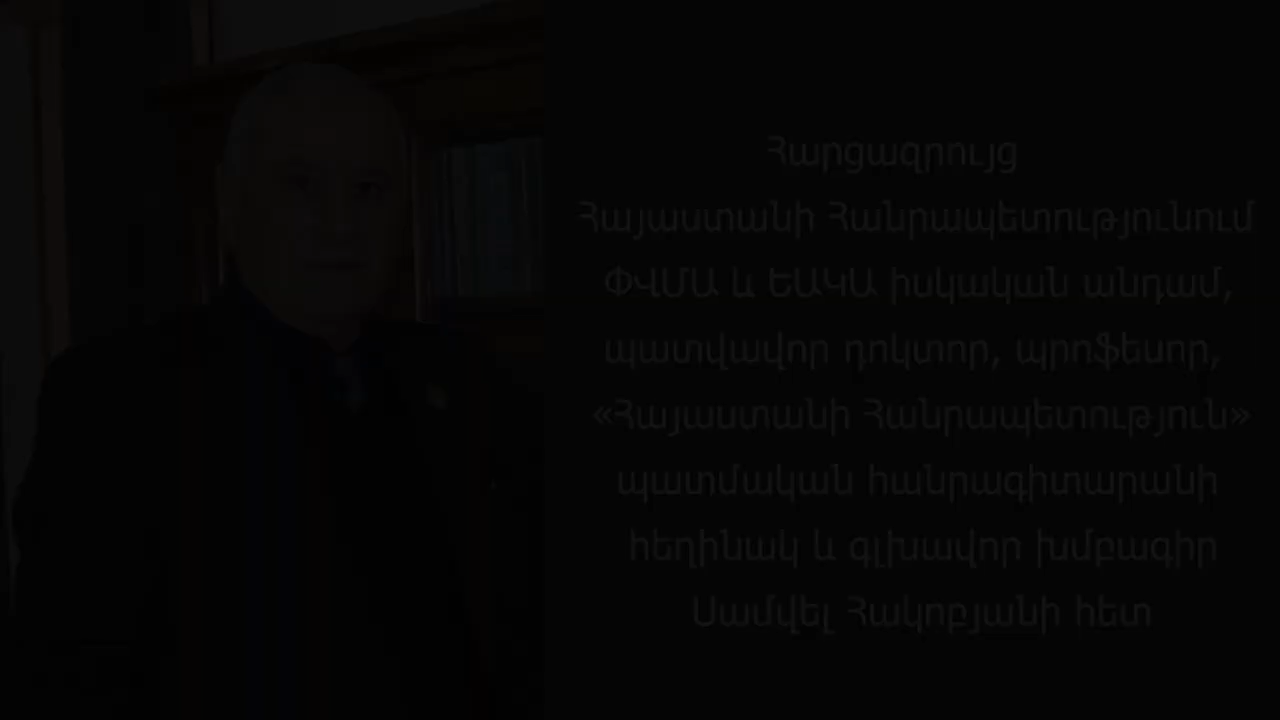 Հարցազրույց
Հայաստանի Հանրապետությունում
ՓՎՄԱ և ԵԱԿԱ իսկական անդամ,
պատվավոր դոկտոր, պրոֆեսոր,
«Հայաստանի Հանրապետություն»
պատմական հանրագիտարանի
հեղինակ և գլխավոր խմբագիր
Սամվել Հակոբյանի հետ